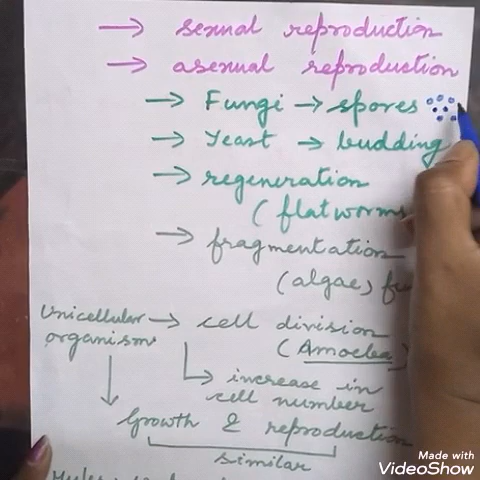 → sexual reproduction
→ asexual reproduction
→ Fungi → spores
→ Yeast → budding
→ regeneration
(flatworms
→ fragmentation
(algae) fu
Unicellular → cell division
organisms
(Amoeba)
↳ increase in
cell number
Growth & reproduction
similar
Made with
VideoShow